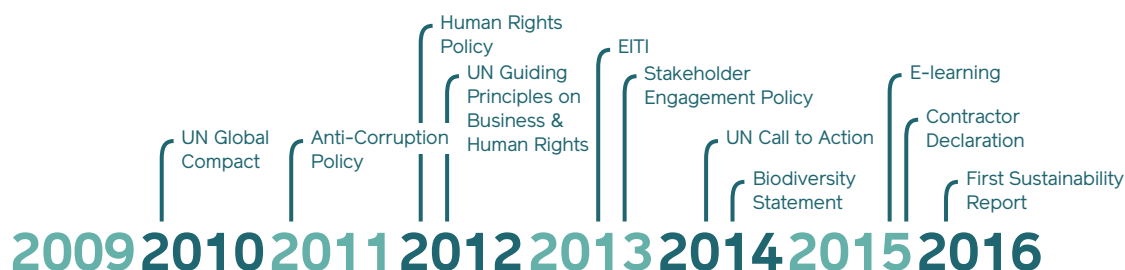 Human Rights
Policy
EITI
UN Guiding
Principles on
Business &
Human Rights
Stakeholder
Engagement Policy
E-learning
Contractor
Declaration
UN Global
Compact
Anti-Corruption
Policy
UN Call to Action
Biodiversity
Statement
First Sustainability
Report
2009 2010 2011 2012 2013 2014 2015 2016